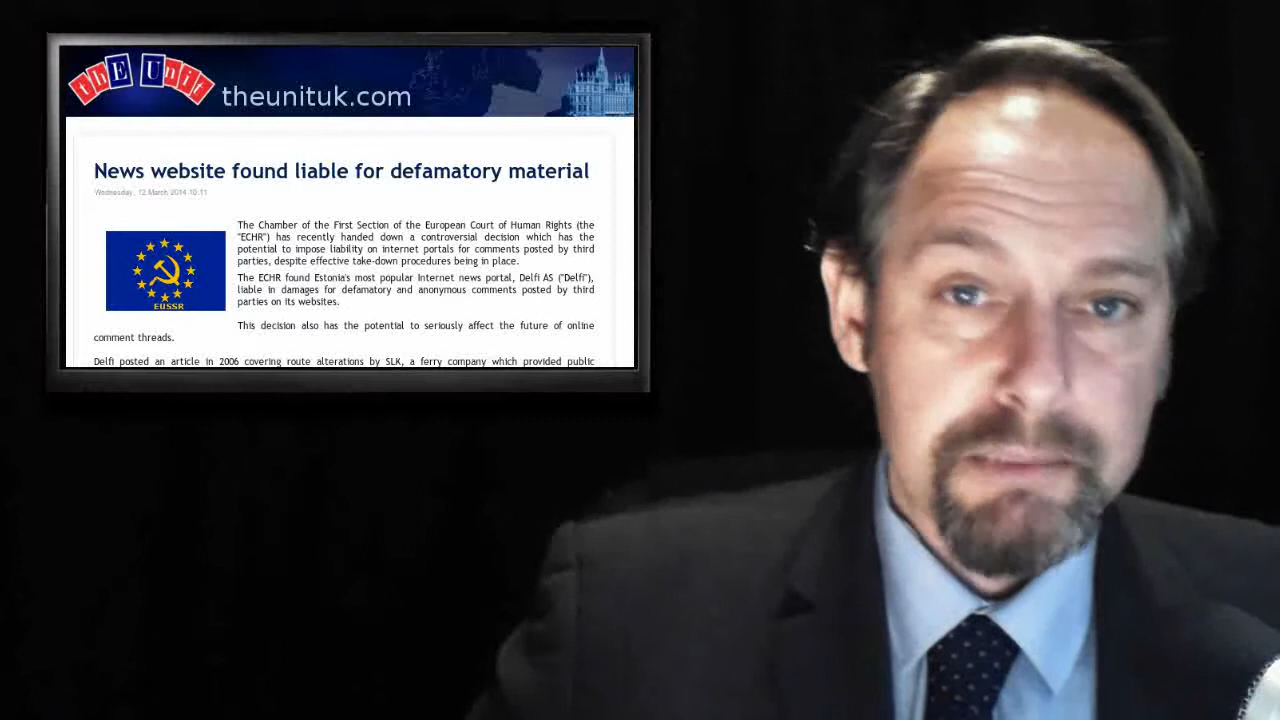 thE Unit
theunituk.com
News website found liable for defamatory material
Wednesday, 12 March 2014 10:11
The Chamber of the First Section of the European Court of Human Rights (the
"ECHR") has recently handed down a controversial decision which has the
potential to impose liability on internet portals for comments posted by third
parties, despite effective take-down procedures being in place.
The ECHR found Estonia's most popular internet news portal, Delfi AS ("Delfi"),
liable in damages for defamatory and anonymous comments posted by third
parties on its websites.
EUSSR
This decision also has the potential to seriously affect the future of online
comment threads.
Delfi posted an article in 2006 covering route alterations by SLK, a ferry company which provided public